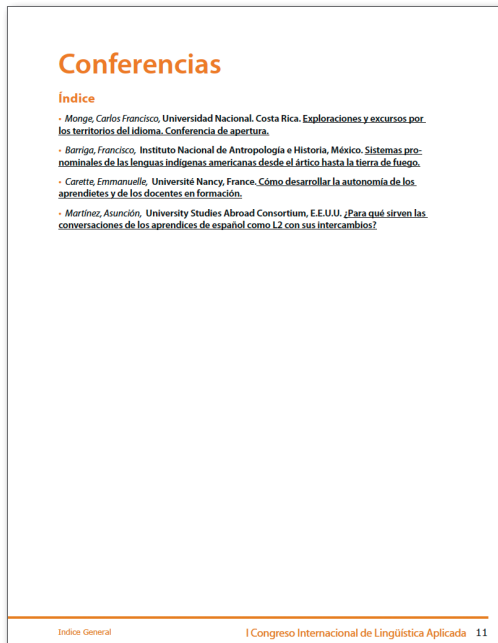 Conferencias
Índice
• Monge, Carlos Francisco, Universidad Nacional. Costa Rica. Exploraciones y excursos por
los territorios del idioma. Conferencia de apertura.
• Barriga, Francisco, Instituto Nacional de Antropología e Historia, México. Sistemas pro-
nominales de las lenguas indígenas americanas desde el ártico hasta la tierra de fuego.
• Carette, Emmanuelle, Université Nancy, France. Cómo desarrollar la autonomía de los
aprendietes y de los docentes en formación.
• Martínez, Asunción, University Studies Abroad Consortium, E.E.U.U. ¿Para qué sirven las
conversaciones de los aprendices de español como L2 con sus intercambios?
Indice General
I Congreso Internacional de Lingüística Aplicada 11